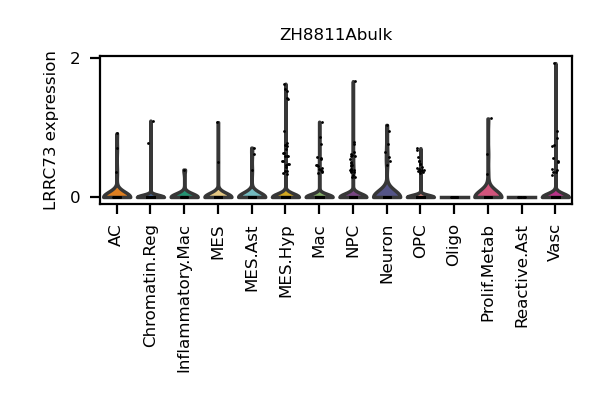 ZH8811Abulk
LRRC73 expression
2
0
AC
Chromatin.Reg
Inflammatory.Mac
MES
MES.Ast
MES.Hyp
Mac
NPC
Neuron
OPC
Oligo
Prolif.Metab
Reactive.Ast
Vasc